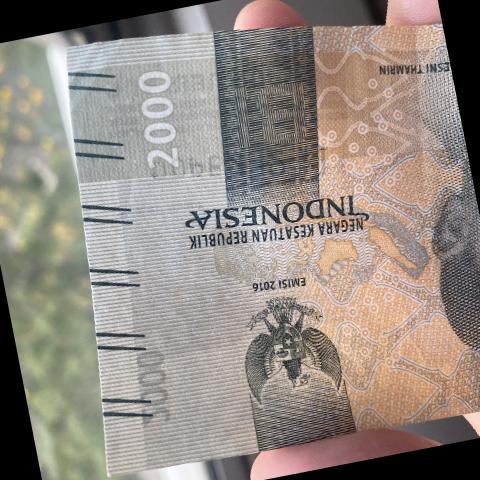 NEGARA KESATUAN REPUBLIK
INDONESIA
EMISI 2016
2000
THAMRIN